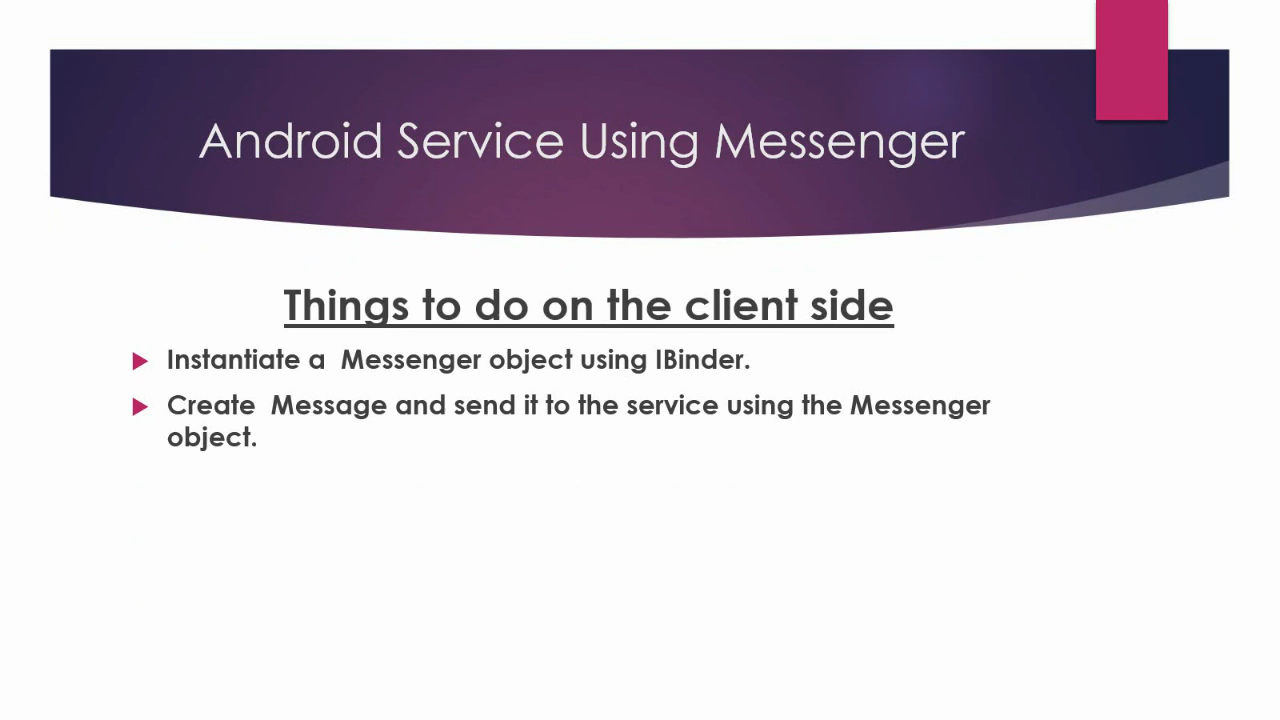 Android Service Using Messenger
Things to do on the client side
Instantiate a  Messenger object using IBinder.
Create  Message and send it to the service using the Messenger
object.